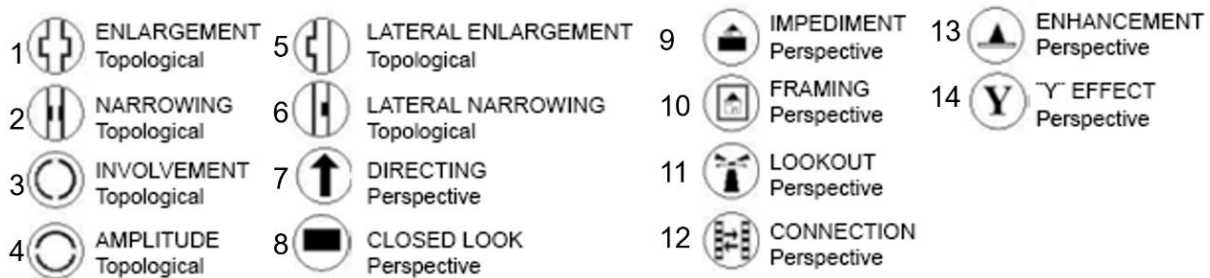 1 ENLARGEMENT
Topological
2 NARROWING
Topological
3 INVOLVEMENT
Topological
4 AMPLITUDE
Topological
5 LATERAL ENLARGEMENT
Topological
6 LATERAL NARROWING
Topological
7 DIRECTING
Perspective
8 CLOSED LOOK
Perspective
9 IMPEDIMENT
Perspective
10 FRAMING
Perspective
11 LOOKOUT
Perspective
12 CONNECTION
Perspective
13 ENHANCEMENT
Perspective
14 Y "Y" EFFECT
Perspective